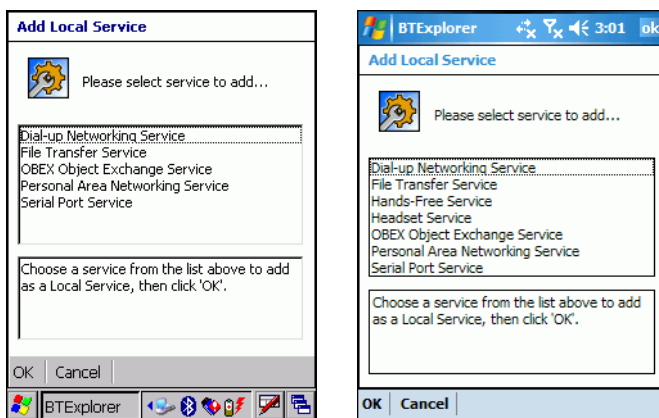 Add Local Service
Please select service to add...
Dial-up Networking Service
File Transfer Service
OBEX Object Exchange Service
Personal Area Networking Service
Serial Port Service
Choose a service from the list above to add
as a Local Service, then click 'OK'.
OK Cancel
BTExplorer
BTExplorer 3:01 ok
Add Local Service
Please select service to add...
Dial-up Networking Service
File Transfer Service
Hands-Free Service
Headset Service
OBEX Object Exchange Service
Personal Area Networking Service
Serial Port Service
Choose a service from the list above to add
as a Local Service, then click 'OK'.
OK Cancel